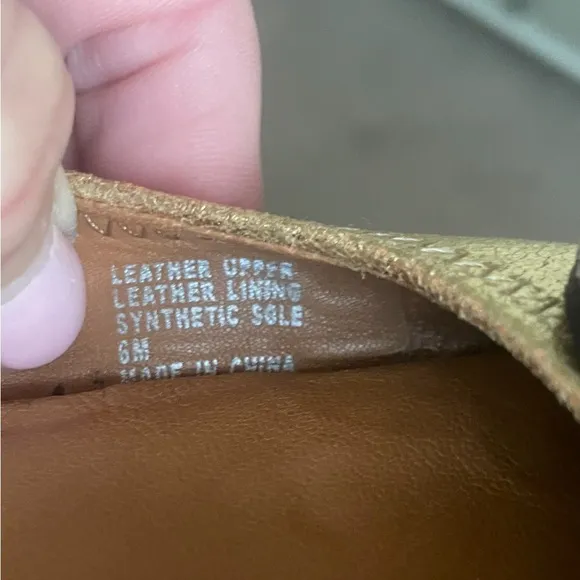 LEATHER UPPER
LEATHER LINING
SYNTHETIC SOLE
6M
MADE IN CHINA